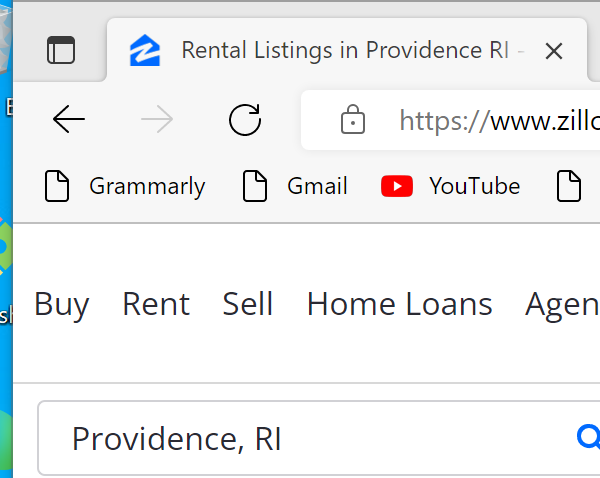 Rental Listings in Providence RI -
https://www.zillo
Grammarly Gmail YouTube
Buy Rent Sell Home Loans Agen
Providence, RI